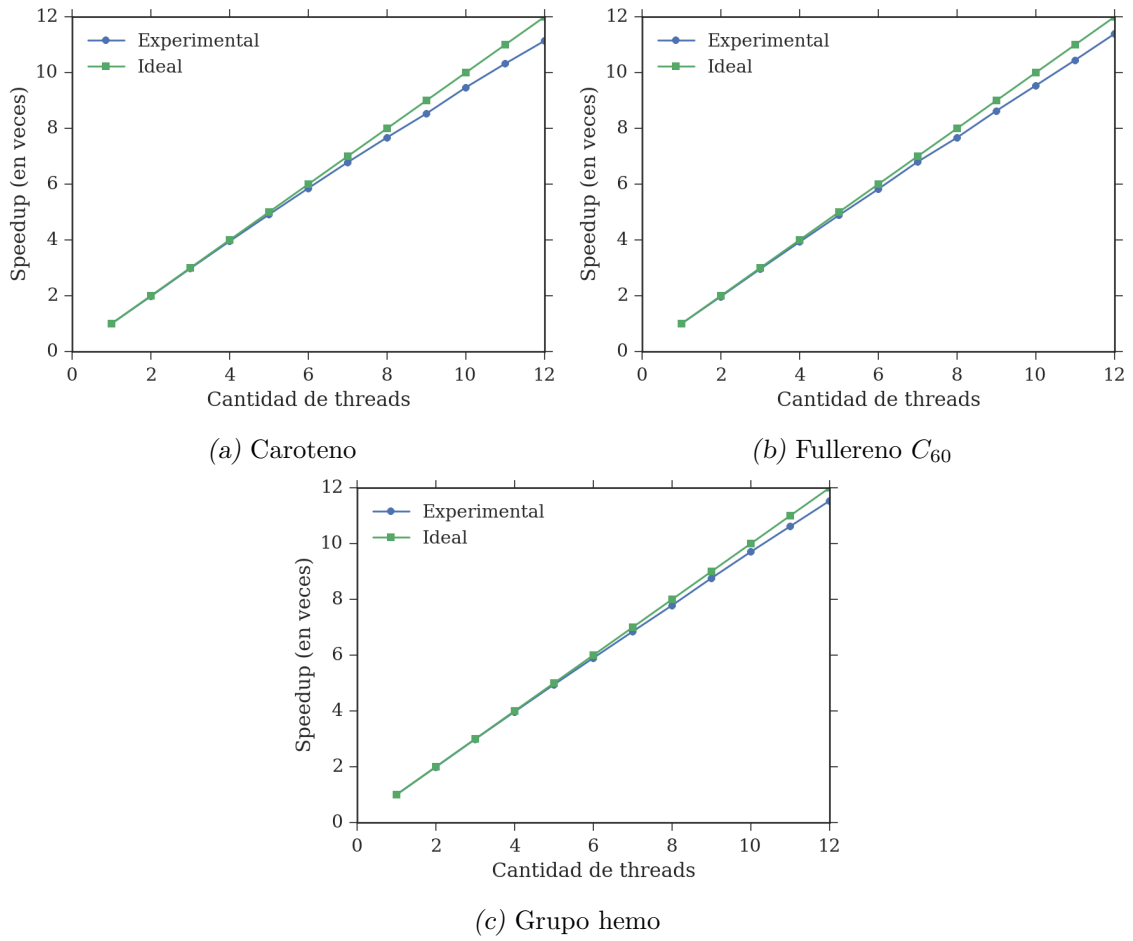 12
10
8
6
4
2
0
Speedup (en veces)
Experimental
Ideal
0 2 4 6 8 10 12
Cantidad de threads
(a) Caroteno
12
10
8
6
4
2
0
Speedup (en veces)
Experimental
Ideal
0 2 4 6 8 10 12
Cantidad de threads
(b) Fullereno C60
12
10
8
6
4
2
0
Speedup (en veces)
Experimental
Ideal
0 2 4 6 8 10 12
Cantidad de threads
(c) Grupo hemo